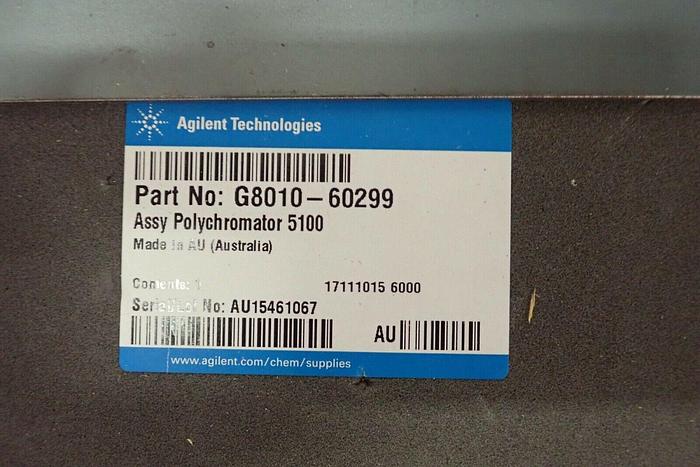 Agilent Technologies
Part No: G8010-60299
Assy Polychromator 5100
Made in AU (Australia)
Contents: 1
17111015 6000
Serial/Lot No: AU15461067
AU
www.agilent.com/chem/supplies